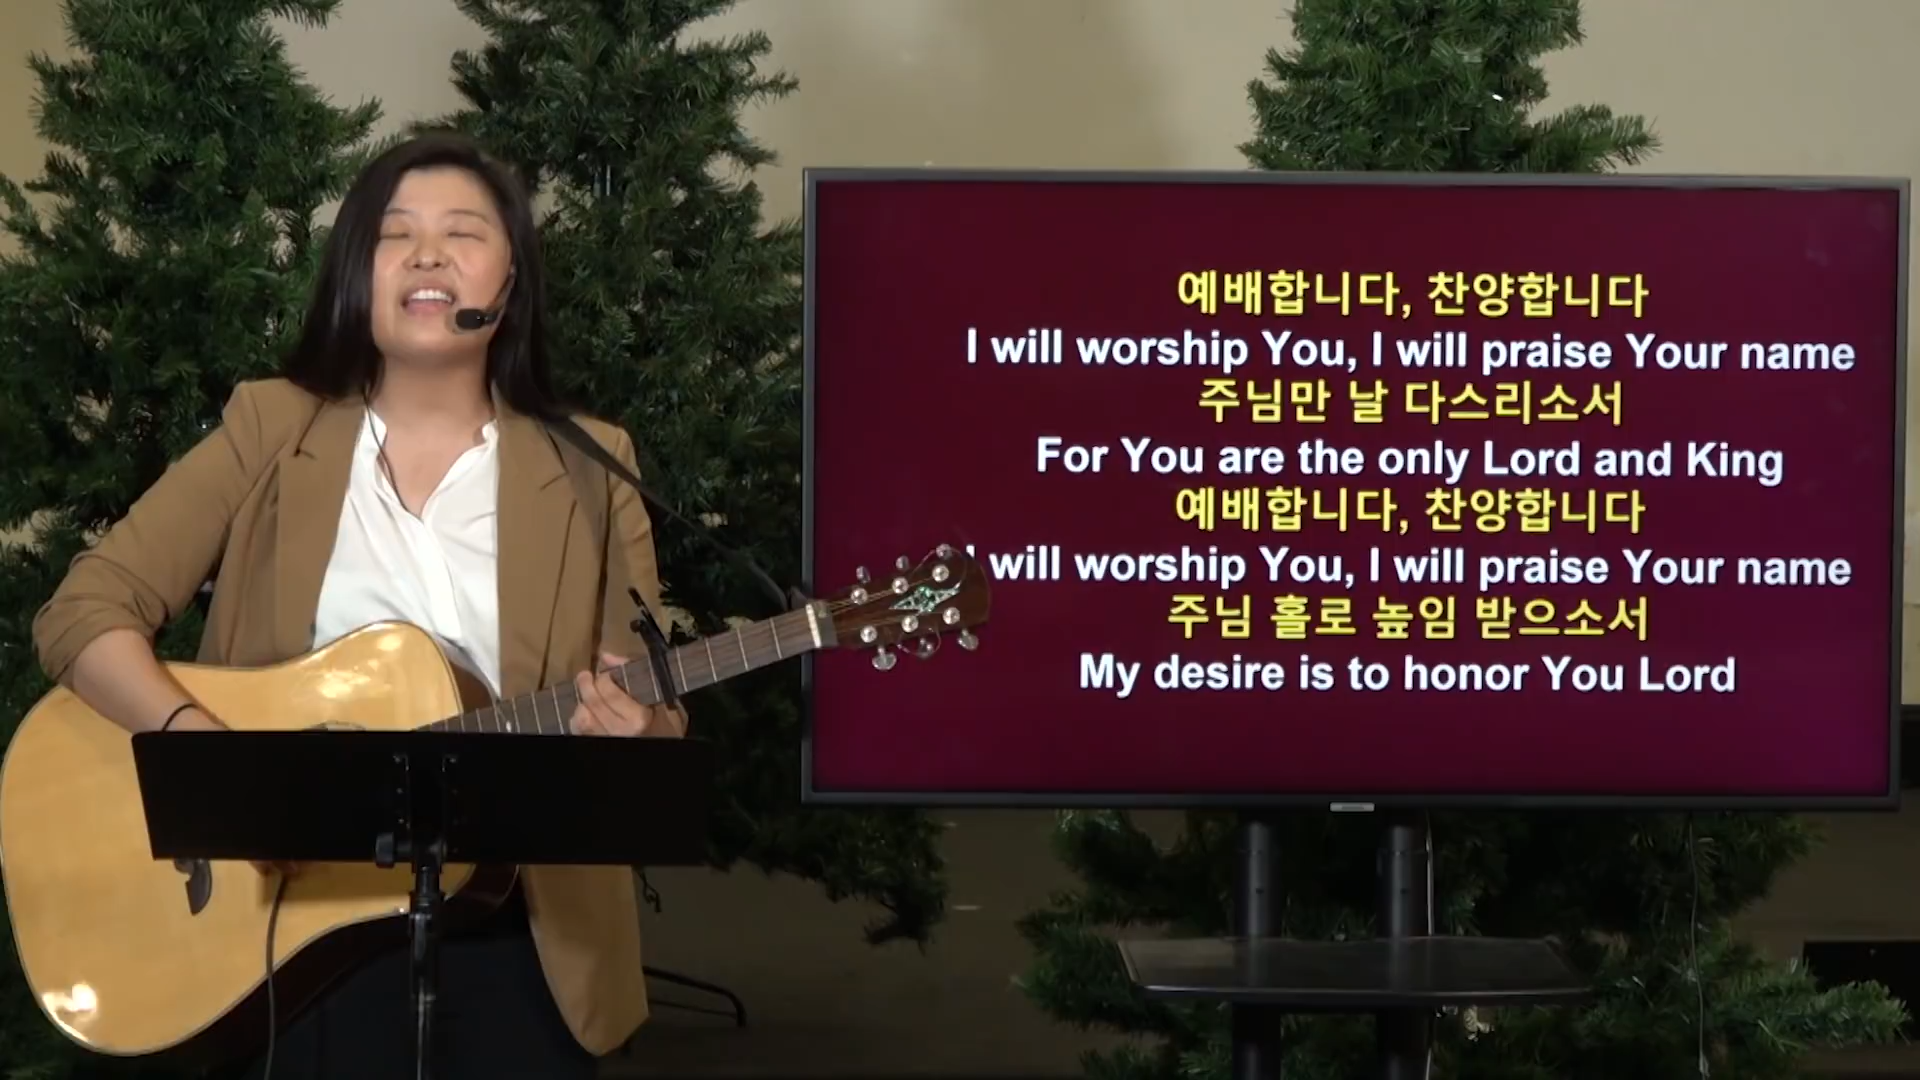 예배합니다, 찬양합니다
I will worship You, I will praise Your name
주님만 날 다스리소서
For You are the only Lord and King
예배합니다, 찬양합니다
I will worship You, I will praise Your name
주님 홀로 높임 받으소서
My desire is to honor You Lord